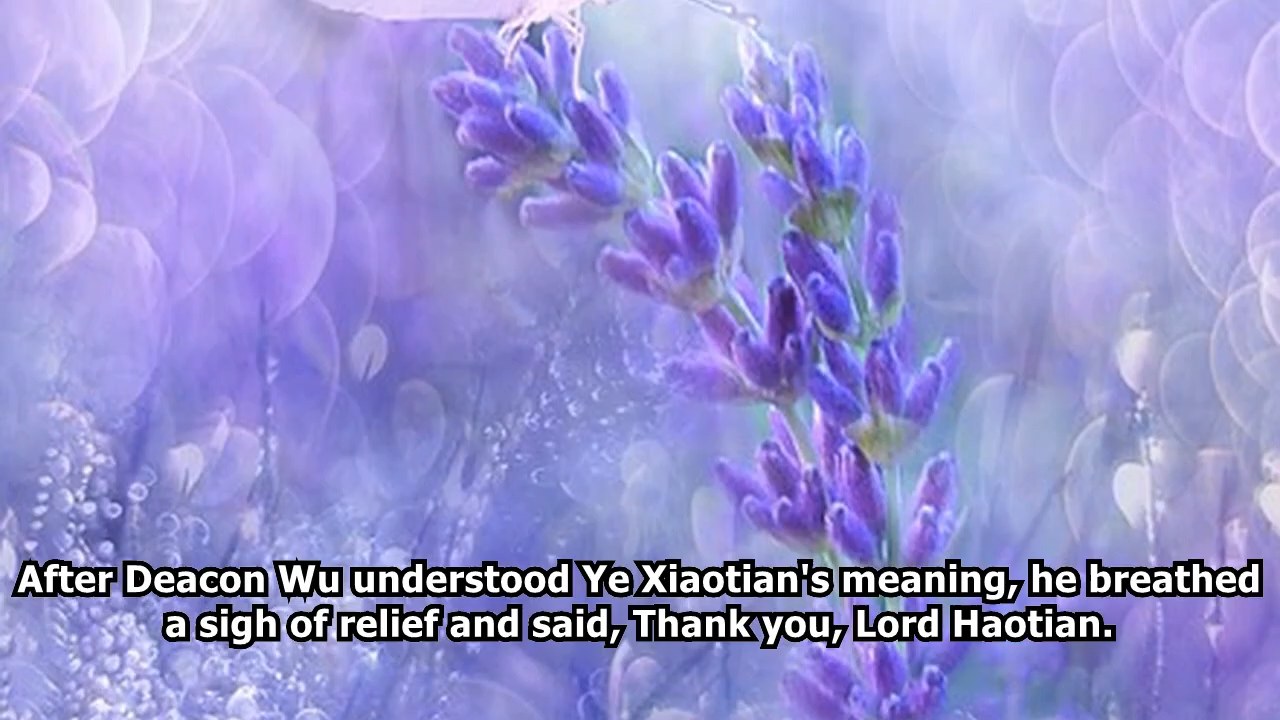 After Deacon Wu understood Ye Xiaotian's meaning, he breathed
a sigh of relief and said, Thank you, Lord Haotian.